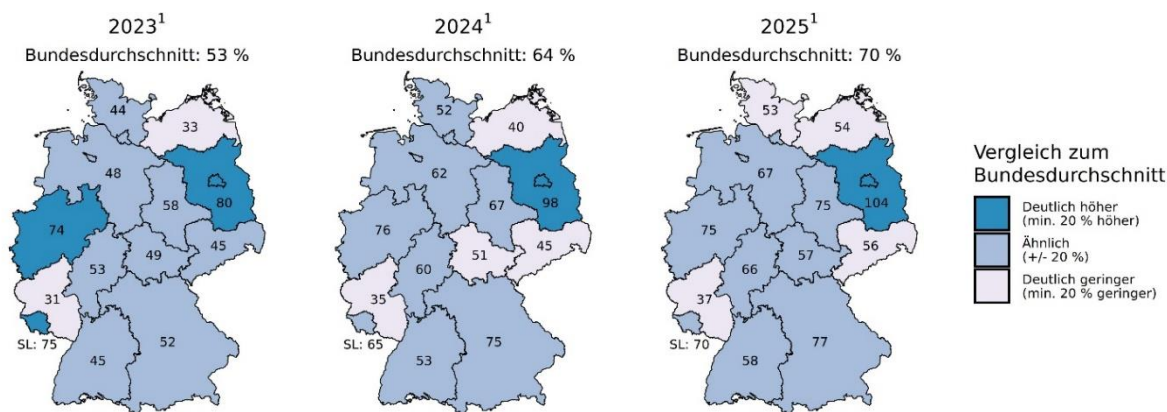 2023¹
Bundesdurchschnitt: 53 %
44
33
48
58
80
74
53
49
45
31
SL: 75
45
52
2024¹
Bundesdurchschnitt: 64 %
52
40
62
67
98
76
60
51
45
35
SL: 65
53
75
2025¹
Bundesdurchschnitt: 70 %
53
54
67
75
104
75
66
57
56
37
SL: 70
58
77
Vergleich zum
Bundesdurchschnitt
Deutlich höher
(min. 20 % höher)
Ähnlich
(+/- 20 %)
Deutlich geringer
(min. 20 % geringer)